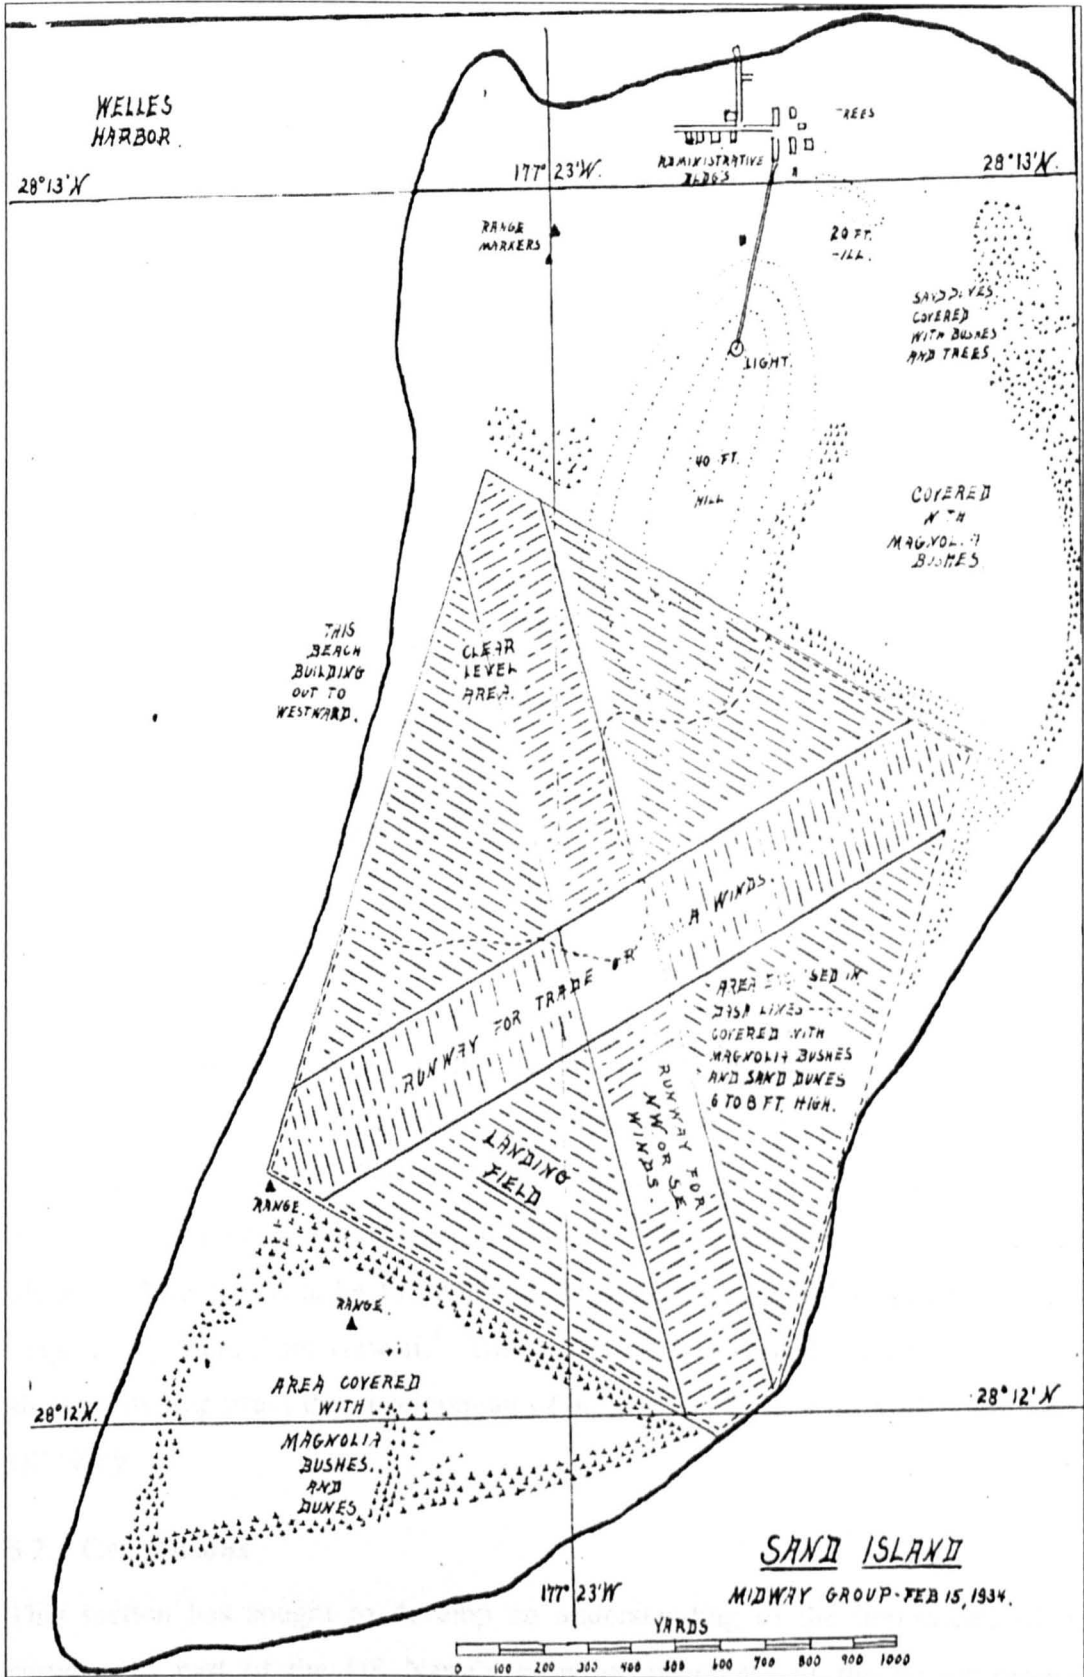 WELLES
HARBOR.
TREES
ADMINISTRATIVE
BLDG'S
28°13'N
177° 23'W.
28°13'N.
RANGE
MARKERS
20 FT.
COVERED
WITH BUSHES
AND TREES.
LIGHT.
40 FT.
HILL
COVERED
MAGNOLIA
BUSHES.
THIS
BEACH
BUILDING
OUT TO
WESTWARD.
CLEAR
LEVEL
AREA.
RUNWAY FOR TRADE OR
A WINDS.
AREA
IN
DASH LINES
COVERED WITH
MAGNOLIA BUSHES
AND SAND DUNES
6 TO 8 FT. HIGH.
RUNWAY FOR
NW. OR SE.
WINDS.
LANDING
FIELD
RANGE.
RANGE.
AREA COVERED
WITH
MAGNOLIA
BUSHES.
AND
DUNES
28°12'N.
28°12'N
177° 23'W
SAND ISLAND
MIDWAY GROUP-FEB 15, 1934.
YARDS
0 100 200 300 400 500 600 700 800 900 1000